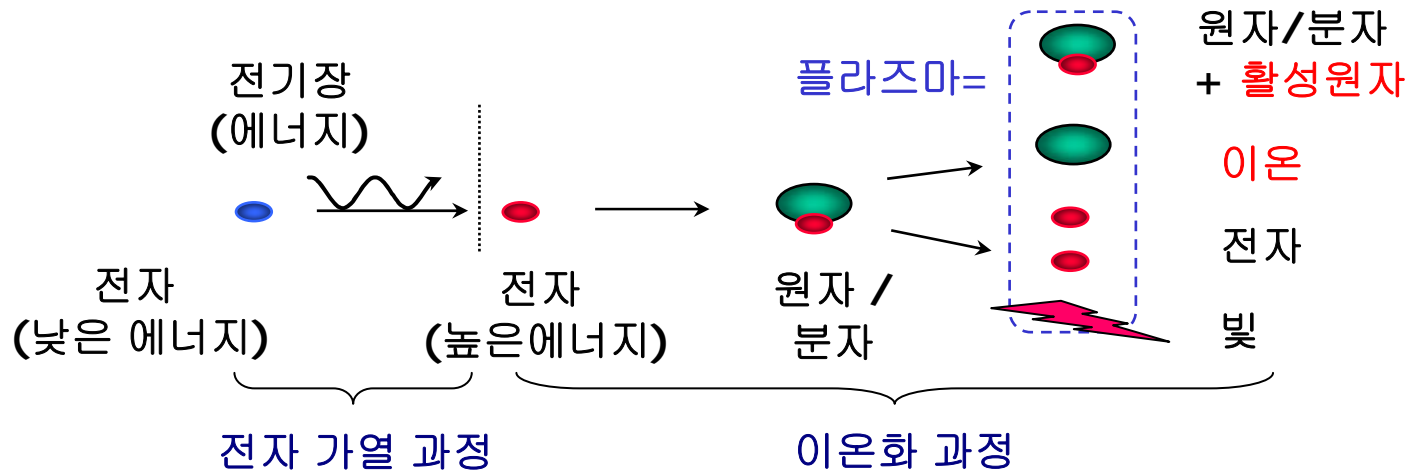 전기장
(에너지)
전자
(낮은 에너지)
전자
(높은에너지)
원자 /
분자
플라즈마=
원자/분자
+ 활성원자
이온
전자
빛
전자 가열 과정
이온화 과정